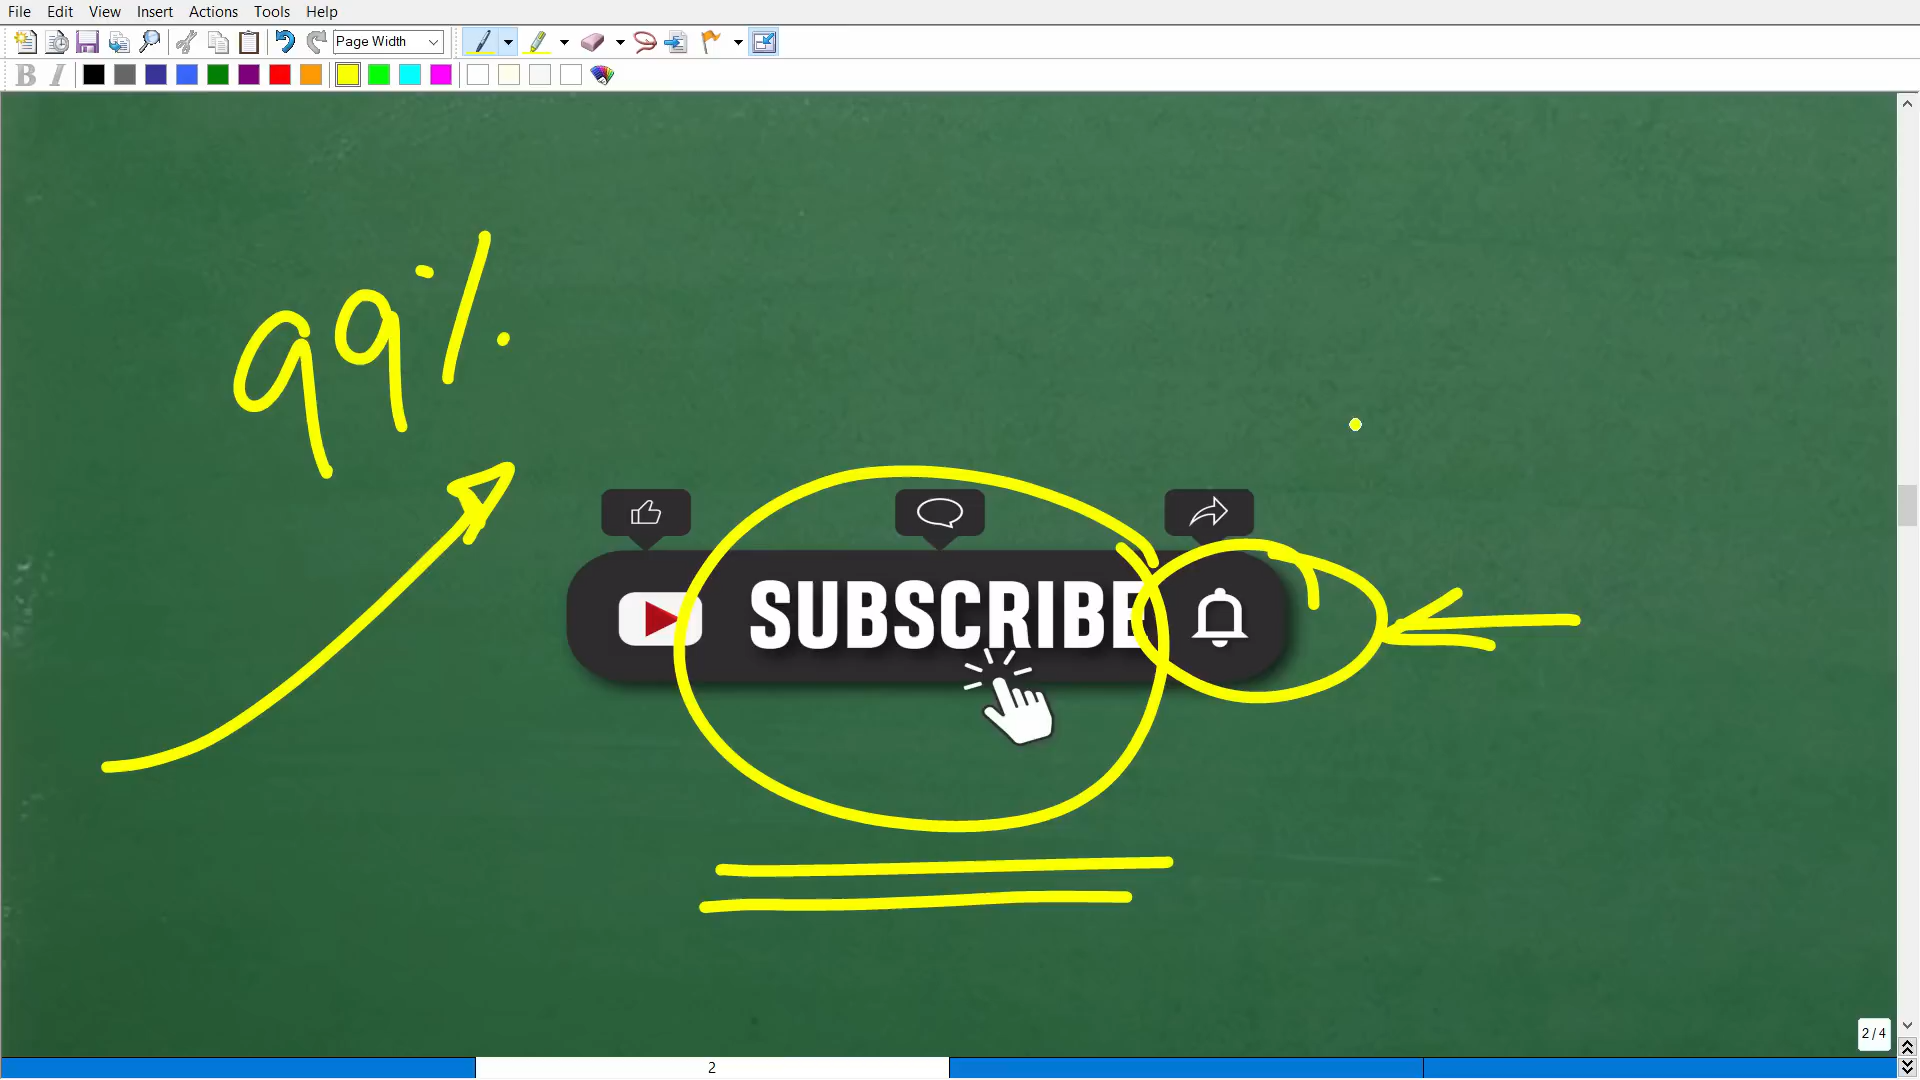 File Edit View Insert Actions Tools Help
Page Width
B I
99%
SUBSCRIBE
2 / 4
2